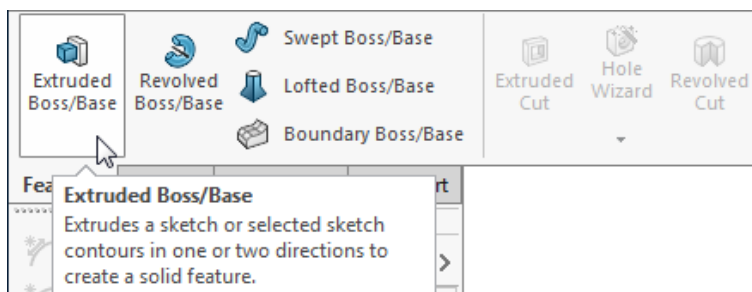 Extruded
Boss/Base
Revolved
Boss/Base
Swept Boss/Base
Lofted Boss/Base
Boundary Boss/Base
Extruded
Cut
Hole
Wizard
Revolved
Cut
Fea
rt
Extruded Boss/Base
Extrudes a sketch or selected sketch
contours in one or two directions to
create a solid feature.